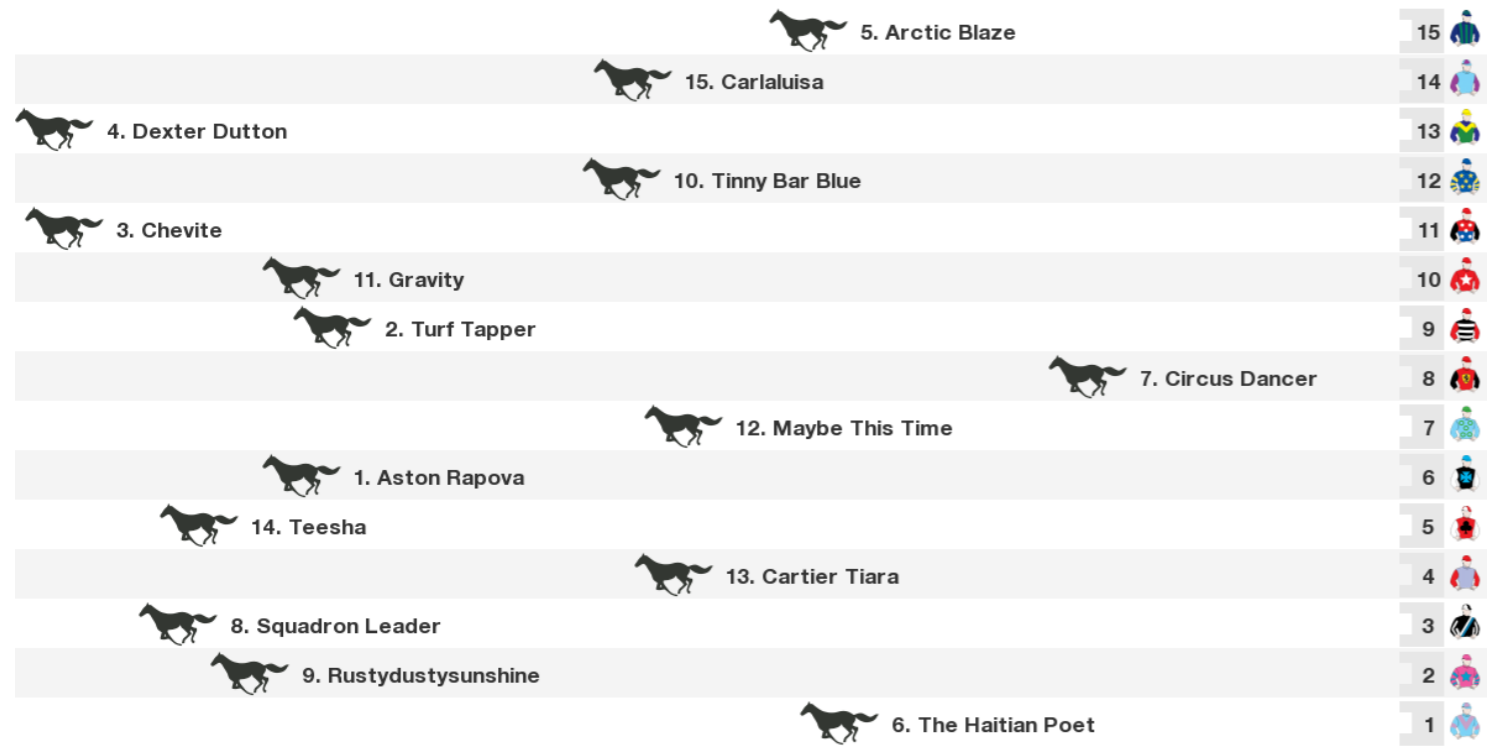 5. Arctic Blaze 15
15. Carlaluisa 14
4. Dexter Dutton 13
10. Tinny Bar Blue 12
3. Chevite 11
11. Gravity 10
2. Turf Tapper 9
7. Circus Dancer 8
12. Maybe This Time 7
1. Aston Rapova 6
14. Teesha 5
13. Cartier Tiara 4
8. Squadron Leader 3
9. Rustydustysunshine 2
6. The Haitian Poet 1